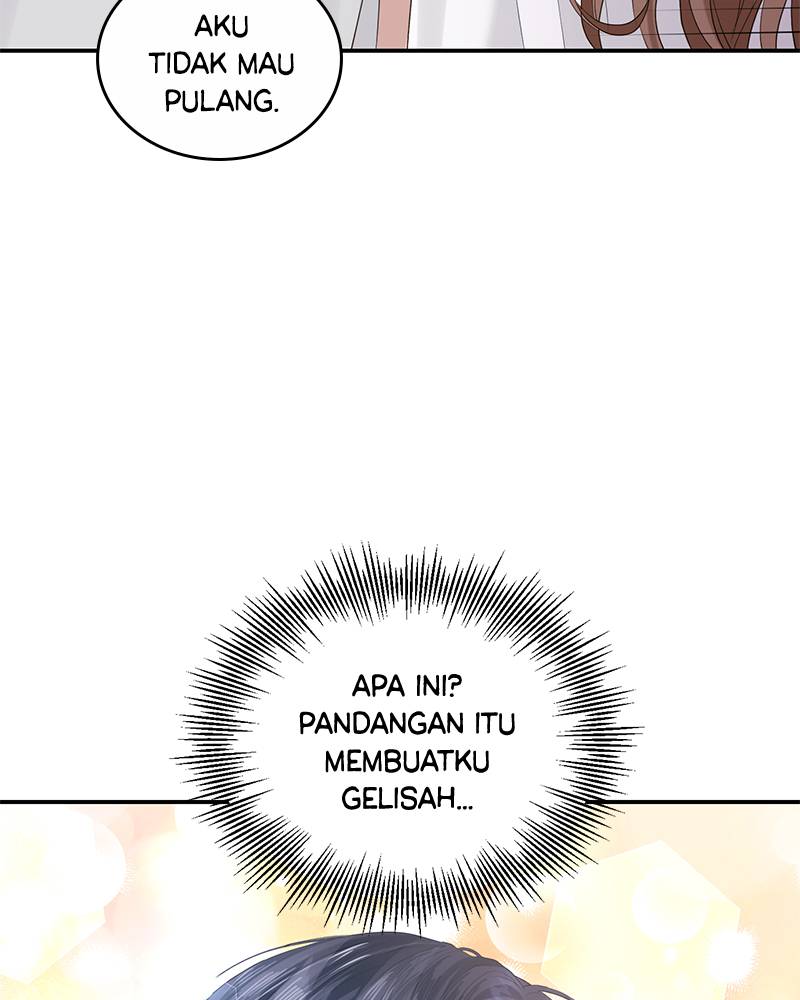 AKU
TIDAK MAU
PULANG.
APA INI?
PANDANGAN ITU
MEMBUATKU
GELISAH...